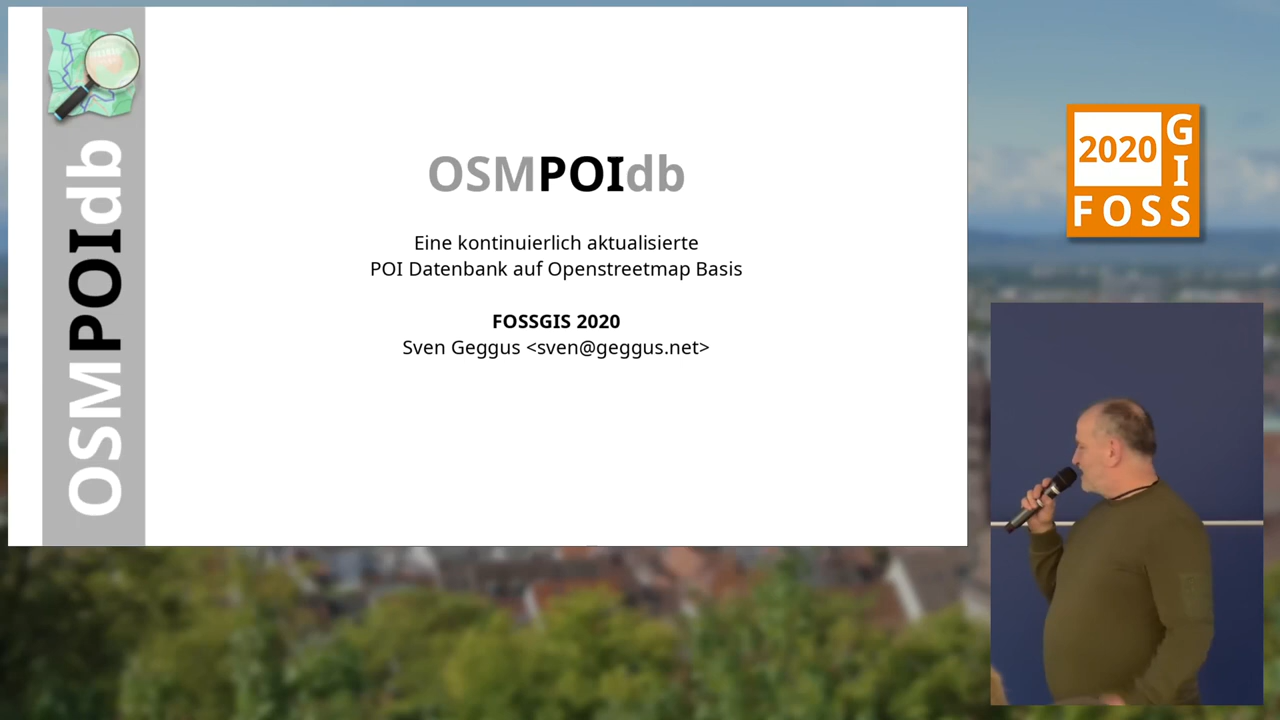 OSMPOIdb
OSMPOIdb
Eine kontinuierlich aktualisierte
POI Datenbank auf Openstreetmap Basis
FOSSGIS 2020
Sven Geggus <sven@geggus.net>
2020
FOSS
GIS